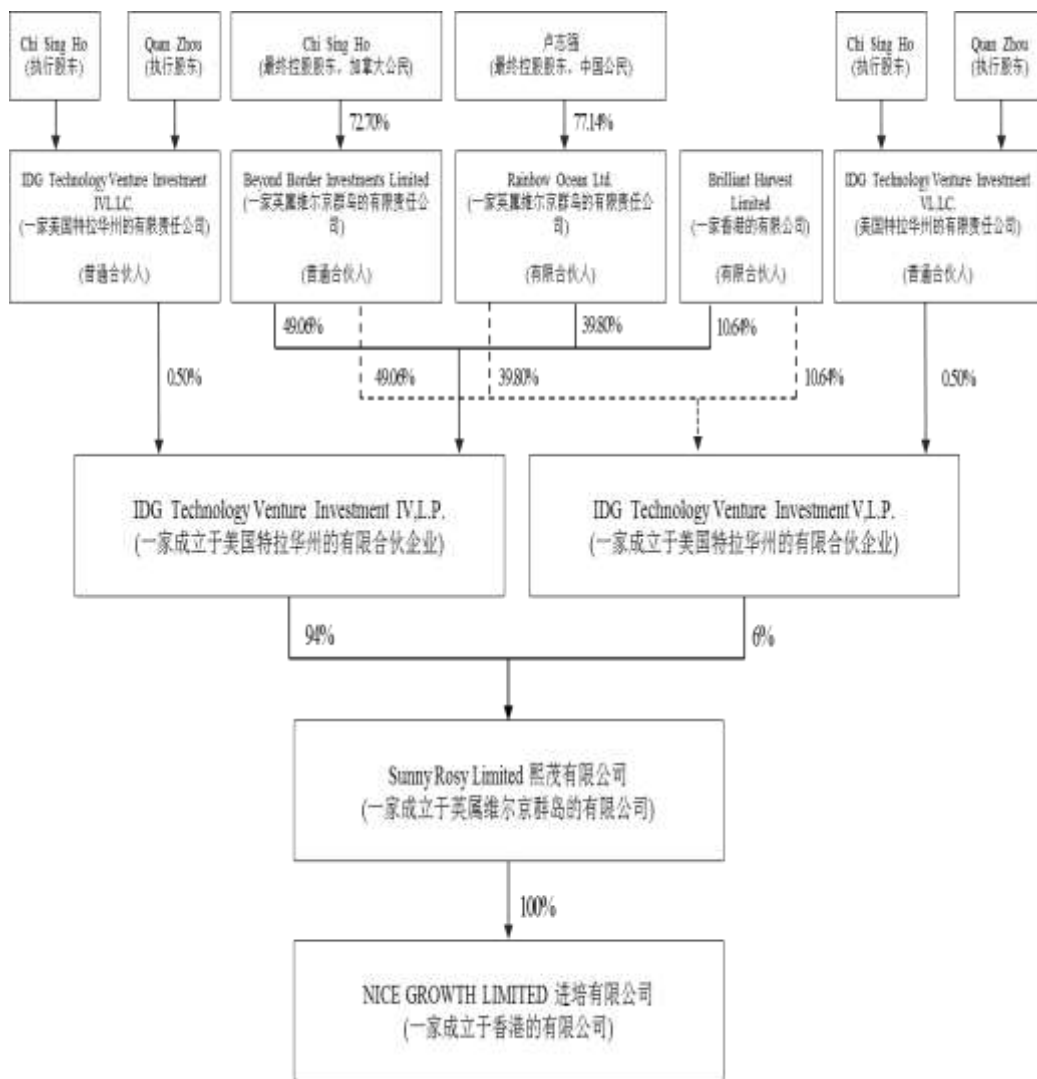 Chi Sing Ho
(执行股东)
Quan Zhou
(执行股东)
Chi Sing Ho
(最终控股股东, 加拿大公民)
卢志强
(最终控股股东, 中国公民)
Chi Sing Ho
(执行股东)
Quan Zhou
(执行股东)
72.70%
77.14%
IDG Technology Venture Investment
IVL.LC.
(一家美国特拉华州的有限责任公司)
(普通合伙人)
Beyond Border Investments Limited
(一家英属维尔京群岛的有限责任公
司)
(普通合伙人)
Rainbow Ocean Ltd.
(一家英属维尔京群岛的有限责任公
司)
(有限合伙人)
Brilliant Harvest
Limited
(一家香港的有限公司)
(有限合伙人)
IDG Technology Venture Investment
VL.LC.
(美国特拉华州的有限责任公司)
(普通合伙人)
49.06%
39.80%
10.64%
0.50%
49.06%
39.80%
10.64%
0.50%
IDG Technology Venture Investment IV,L.P.
(一家成立于美国特拉华州的有限合伙企业)
IDG Technology Venture Investment V,L.P.
(一家成立于美国特拉华州的有限合伙企业)
94%
6%
Sunny Rosy Limited 熙茂有限公司
(一家成立于英属维尔京群岛的有限公司)
100%
NICE GROWTH LIMITED 进培有限公司
(一家成立于香港的有限公司)